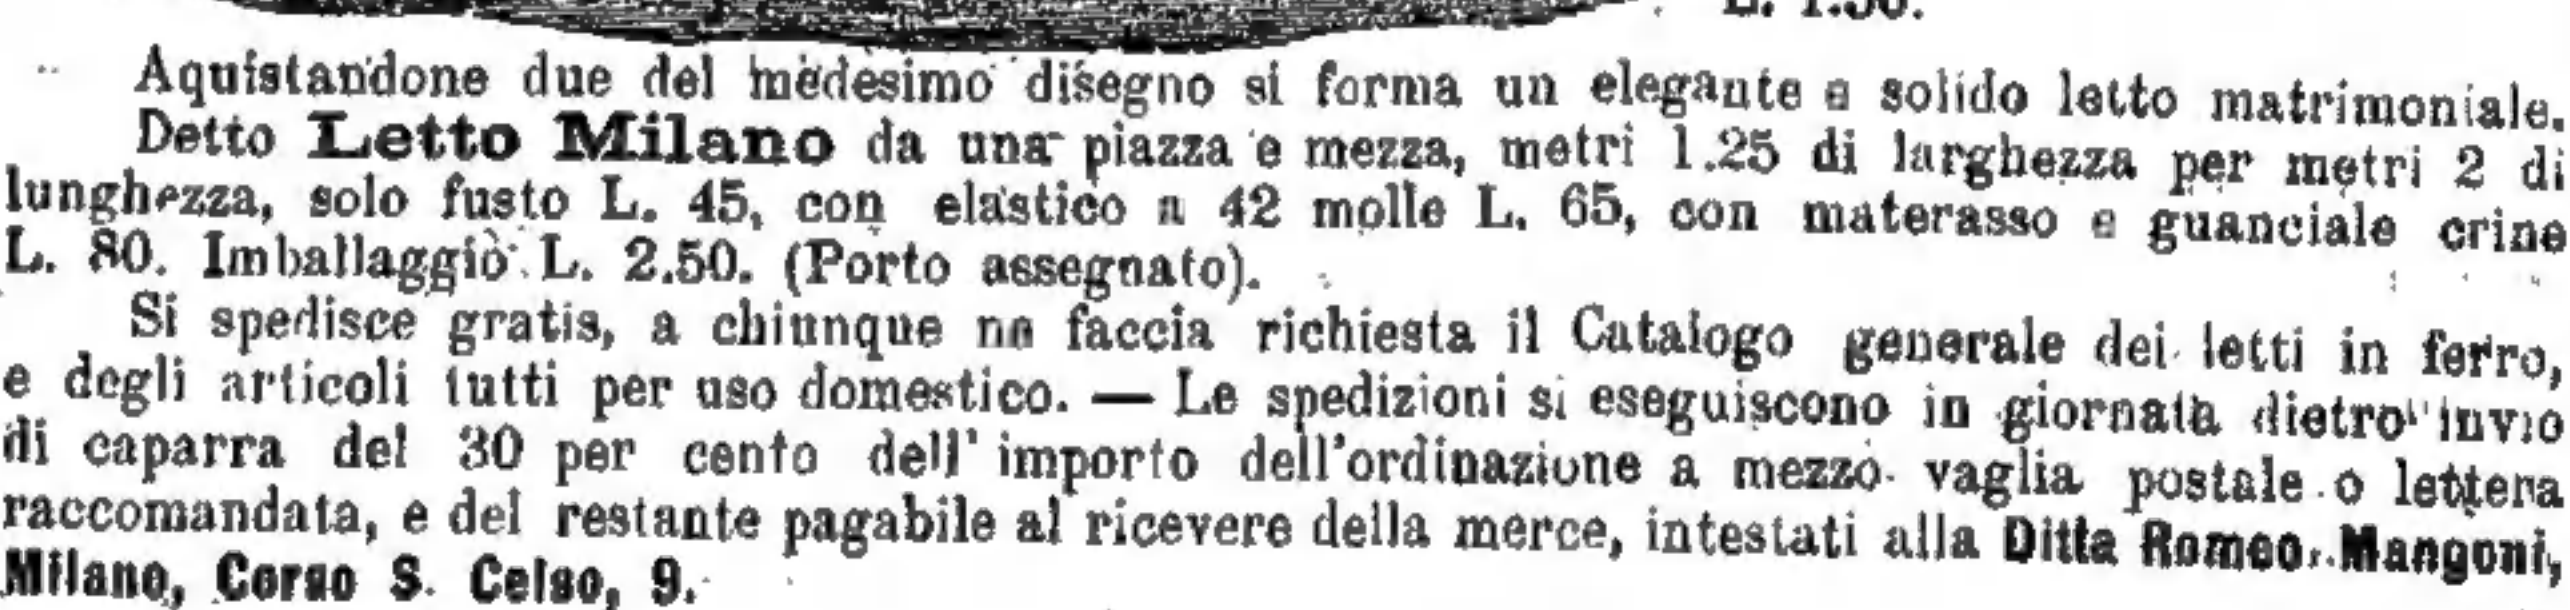 Aquistandone due del medesimo disegno si forma un elegante e solido letto matrimoniale.
Detto Letto Milano da una piazza e mezza, metri 1.25 di larghezza per metri 2 di
lunghezza, solo fusto L. 45, con elastico a 42 molle L. 65, con materasso e guanciale crine
L. 80. Imballaggio L. 2.50. (Porto assegnato).
Si spedisce gratis, a chiunque ne faccia richiesta il Catalogo generale dei letti in ferro,
e degli articoli tutti per uso domestico. — Le spedizioni si eseguiscono in giornata dietro invio
di caparra del 30 per cento dell' importo dell'ordinazione a mezzo vaglia postale o lettera
raccomandata, e del restante pagabile al ricevere della merce, intestati alla Ditta Romeo Mangoni,
Milano, Corso S. Celso, 9.